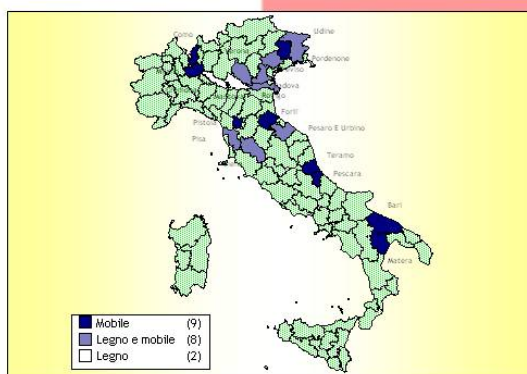 Udine
Como
Pordenone
Forlì
Pistoia
Pesaro E Urbino
Pisa
Teramo
Pescara
Bari
Matera
Mobile (9)
Legno e mobile (8)
Legno (2)